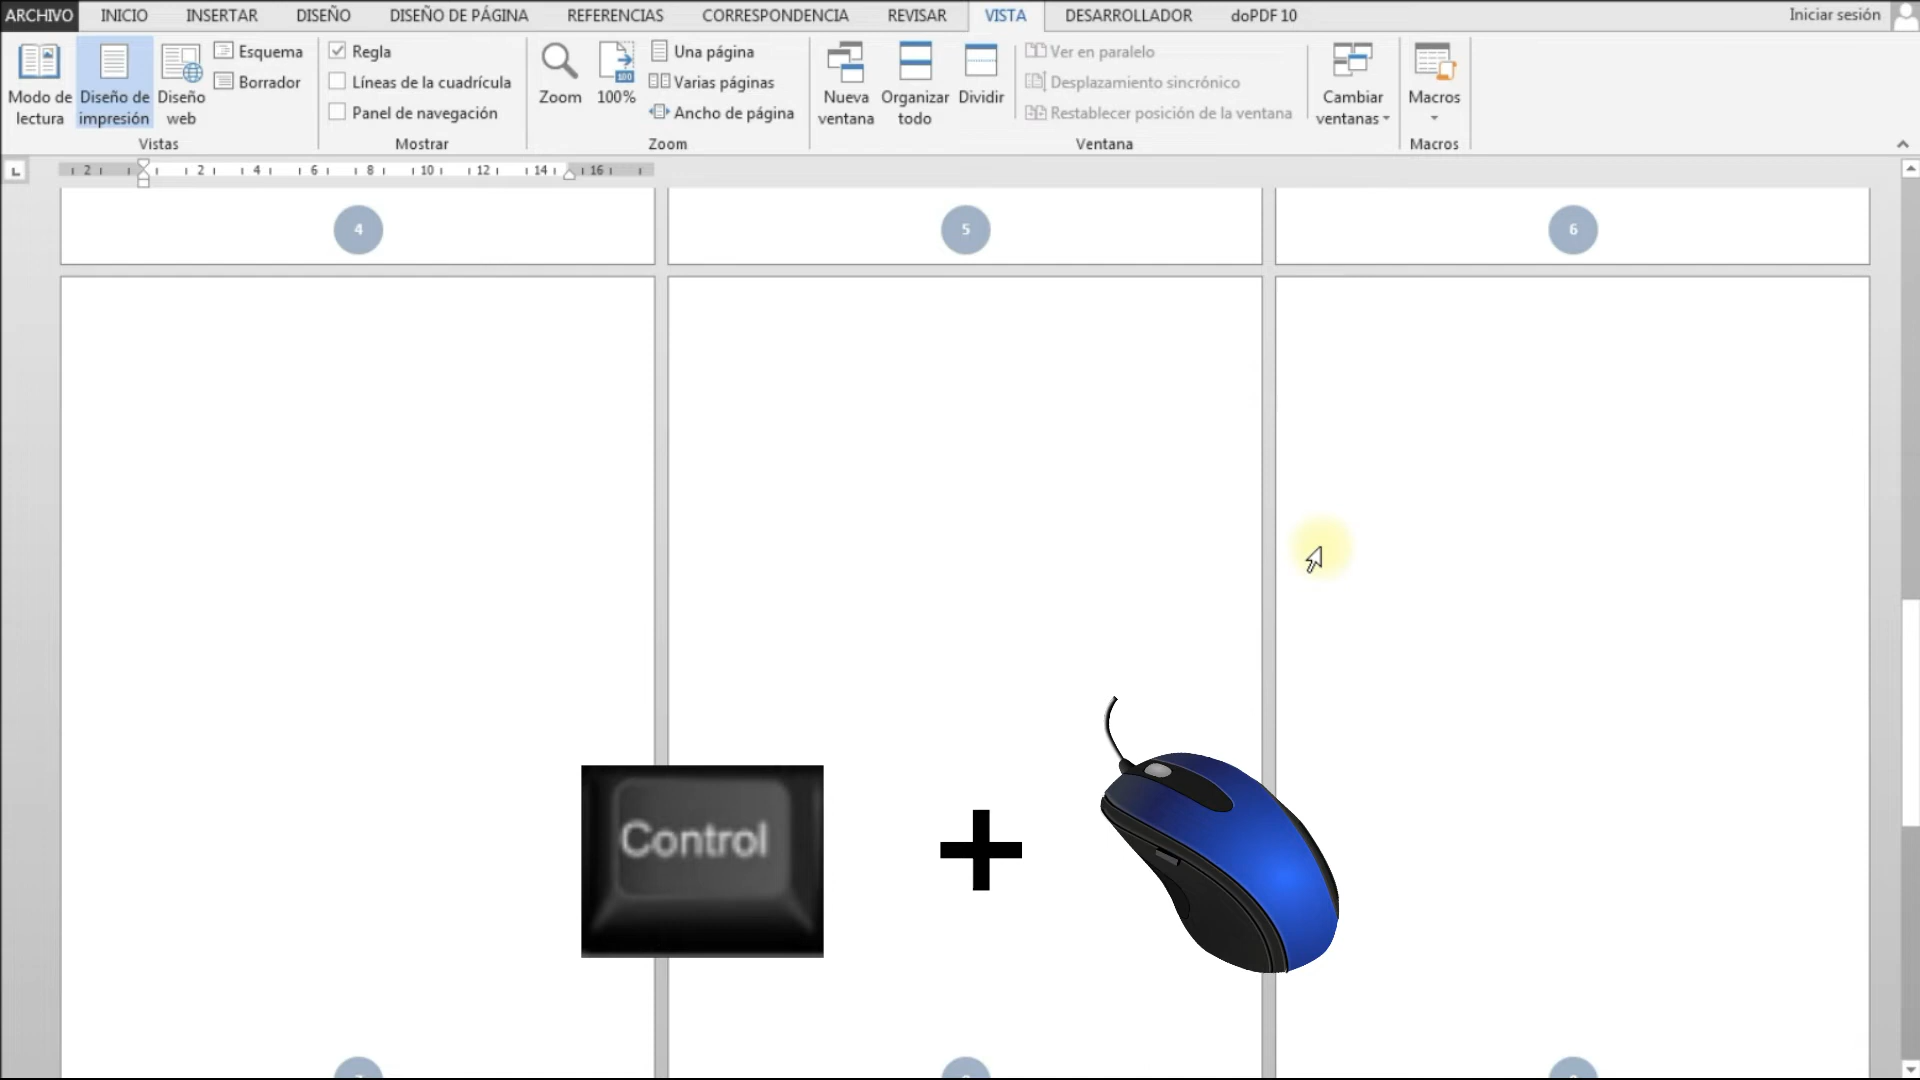 ARCHIVO INICIO INSERTAR DISEÑO DISEÑO DE PÁGINA REFERENCIAS CORRESPONDENCIA REVISAR VISTA DESARROLLADOR doPDF 10 Iniciar sesión
Modo de lectura
Diseño de impresión
Diseño web
Esquema
Borrador
Vistas
Regla
Líneas de la cuadrícula
Panel de navegación
Mostrar
Zoom
100
100%
Una página
Varias páginas
Ancho de página
Zoom
Nueva ventana
Organizar todo
Dividir
Ver en paralelo
Desplazamiento sincrónico
Restablecer posición de la ventana
Cambiar ventanas
Ventana
Macros
Macros
2 2 4 6 8 10 12 14 16
4 5 6
Control
+